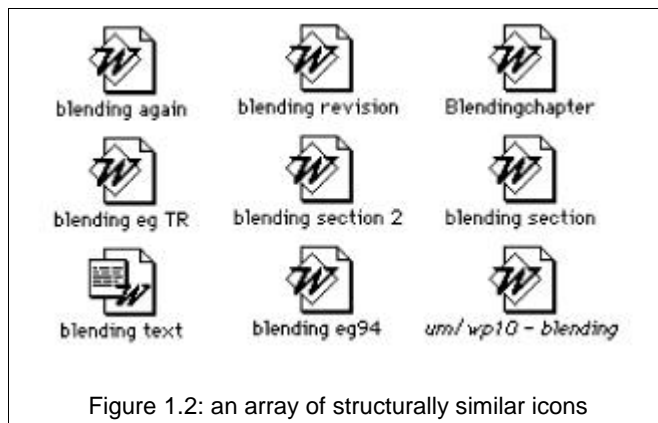 blending again
blending revision
Blendingchapter
blending eg TR
blending section 2
blending section
blending text
blending eg94
um/wp10 - blending
Figure 1.2: an array of structurally similar icons